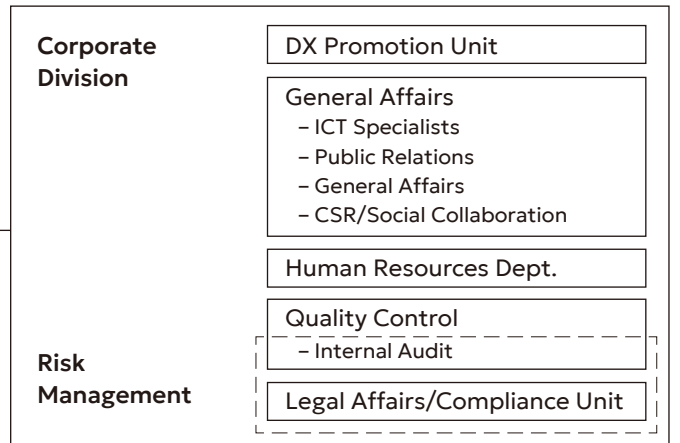 Corporate
Division
DX Promotion Unit
General Affairs
– ICT Specialists
– Public Relations
– General Affairs
– CSR/Social Collaboration
Human Resources Dept.
Quality Control
– Internal Audit
Risk
Management
Legal Affairs/Compliance Unit